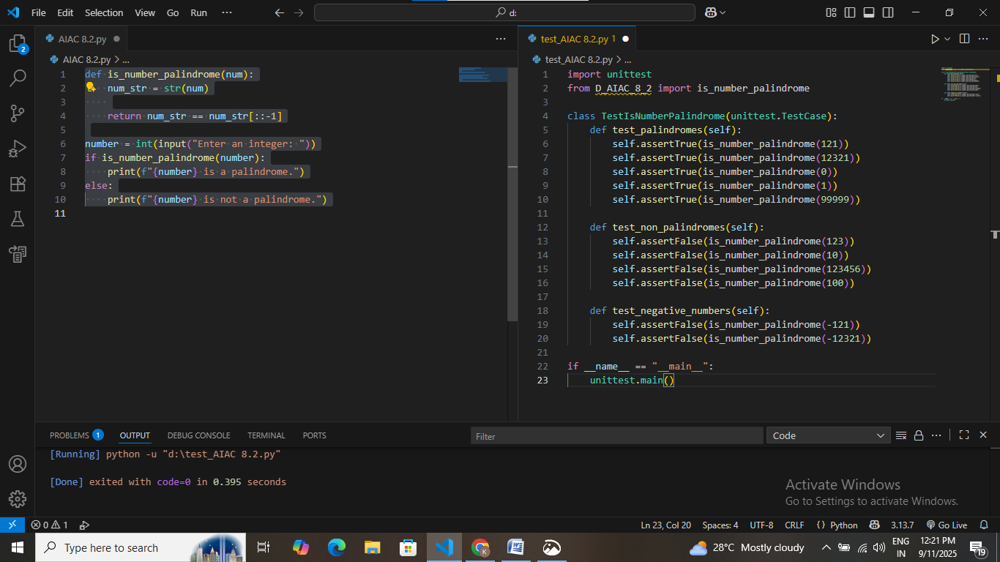 File Edit Selection View Go Run ··· d:
2
AIAC 8.2.py ● ···
AIAC 8.2.py > ...
1 def is_number_palindrome(num):
2 ····num_str = str(num)
3 ····
4 ····return num_str == num_str[::-1]
5
6 number = int(input("Enter an integer: "))
7 if is_number_palindrome(number):
8 ····print(f"{number} is a palindrome.")
9 else:
10 ····print(f"{number} is not a palindrome.")
11
test_AIAC 8.2.py 1 ● ···
test_AIAC 8.2.py > ...
1 import unittest
2 from D_AIAC_8_2 import is_number_palindrome
3
4 class TestIsNumberPalindrome(unittest.TestCase):
5     def test_palindromes(self):
6         self.assertTrue(is_number_palindrome(121))
7         self.assertTrue(is_number_palindrome(12321))
8         self.assertTrue(is_number_palindrome(0))
9         self.assertTrue(is_number_palindrome(1))
10         self.assertTrue(is_number_palindrome(99999))
11
12     def test_non_palindromes(self):
13         self.assertFalse(is_number_palindrome(123))
14         self.assertFalse(is_number_palindrome(10))
15         self.assertFalse(is_number_palindrome(123456))
16         self.assertFalse(is_number_palindrome(100))
17
18     def test_negative_numbers(self):
19         self.assertFalse(is_number_palindrome(-121))
20         self.assertFalse(is_number_palindrome(-12321))
21
22 if __name__ == "__main__":
23     unittest.main()
PROBLEMS 1 OUTPUT DEBUG CONSOLE TERMINAL PORTS Filter Code ···
[Running] python -u "d:\test_AIAC 8.2.py"
[Done] exited with code=0 in 0.395 seconds
Activate Windows
Go to Settings to activate Windows.
0 1 Ln 23, Col 20 Spaces: 4 UTF-8 CRLF {} Python 3.13.7 Go Live
Type here to search K W 28°C Mostly cloudy ENG 12:21 PM
IN 9/11/2025 19